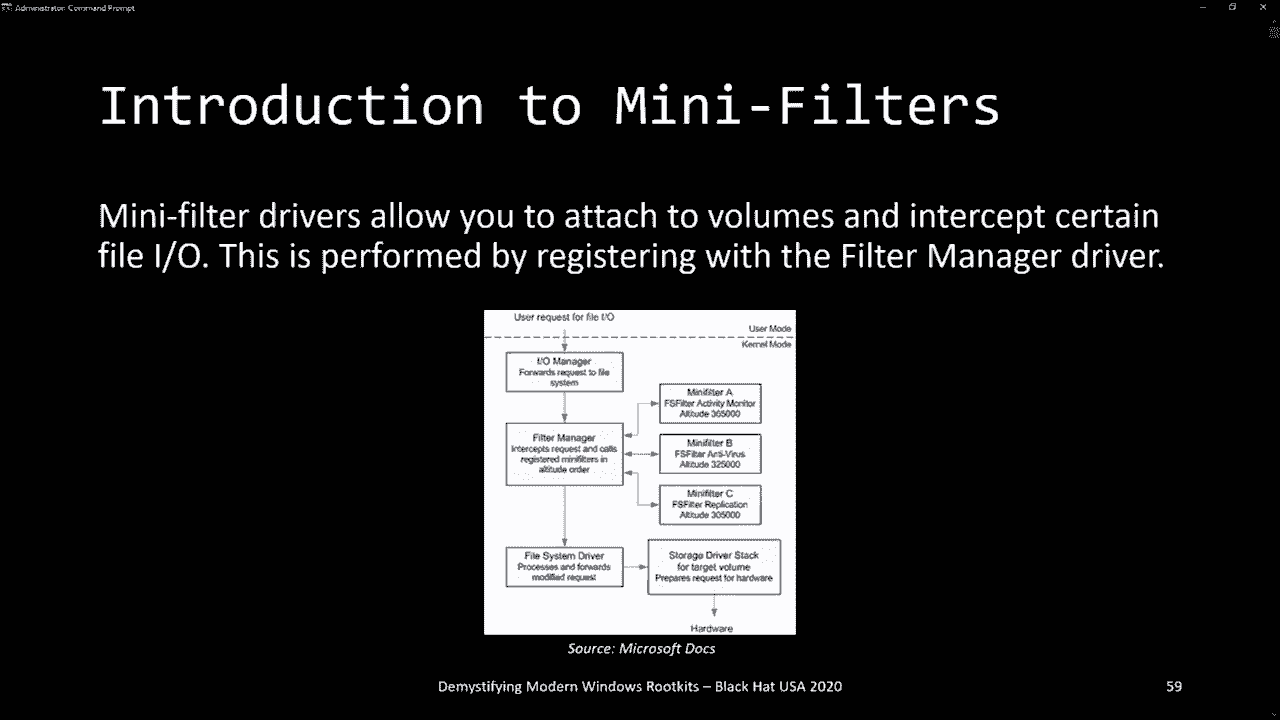 Administrator: Command Prompt
Introduction to Mini-Filters
Mini-filter drivers allow you to attach to volumes and intercept certain
file I/O. This is performed by registering with the Filter Manager driver.
User request for file I/O
User Mode
Kernel Mode
I/O Manager
Forwards request to file
system
Minifilter A
FSFilter Activity Monitor
Altitude 365000
Filter Manager
Intercepts request and calls
registered minifilters in
altitude order
Minifilter B
FSFilter Anti-Virus
Altitude 325000
Minifilter C
FSFilter Replication
Altitude 305000
File System Driver
Processes and forwards
modified request
Storage Driver Stack
for target volume
Prepares request for hardware
Hardware
Source: Microsoft Docs
Demystifying Modern Windows Rootkits – Black Hat USA 2020
59